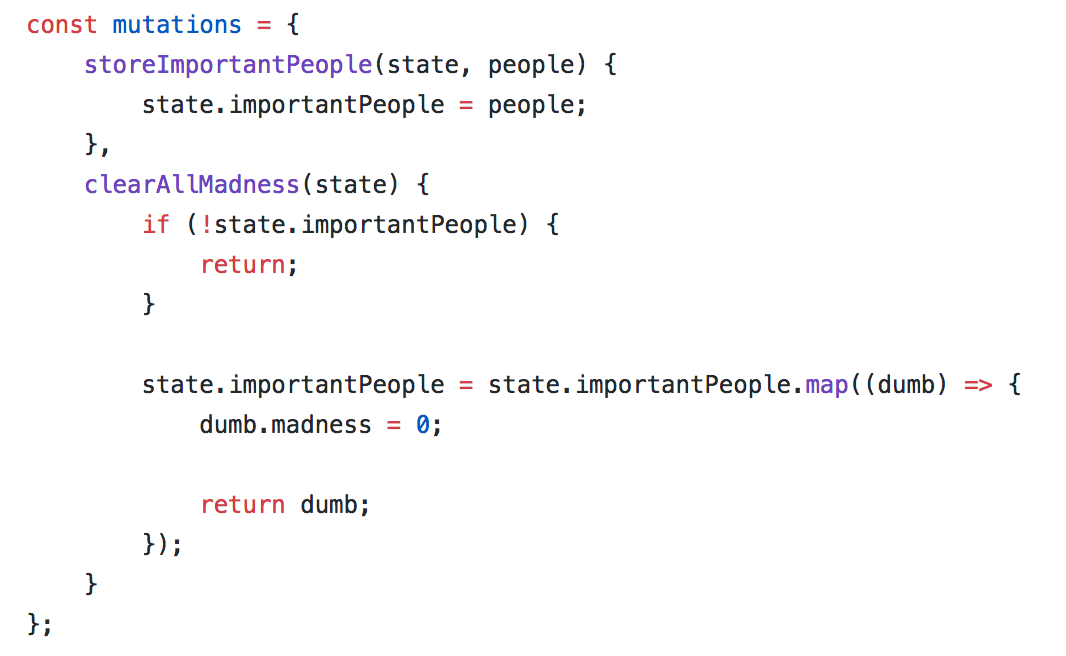 const mutations = {
    storeImportantPeople(state, people) {
        state.importantPeople = people;
    },
    clearAllMadness(state) {
        if (!state.importantPeople) {
            return;
        }

        state.importantPeople = state.importantPeople.map((dumb) => {
            dumb.madness = 0;

            return dumb;
        });
    }
};